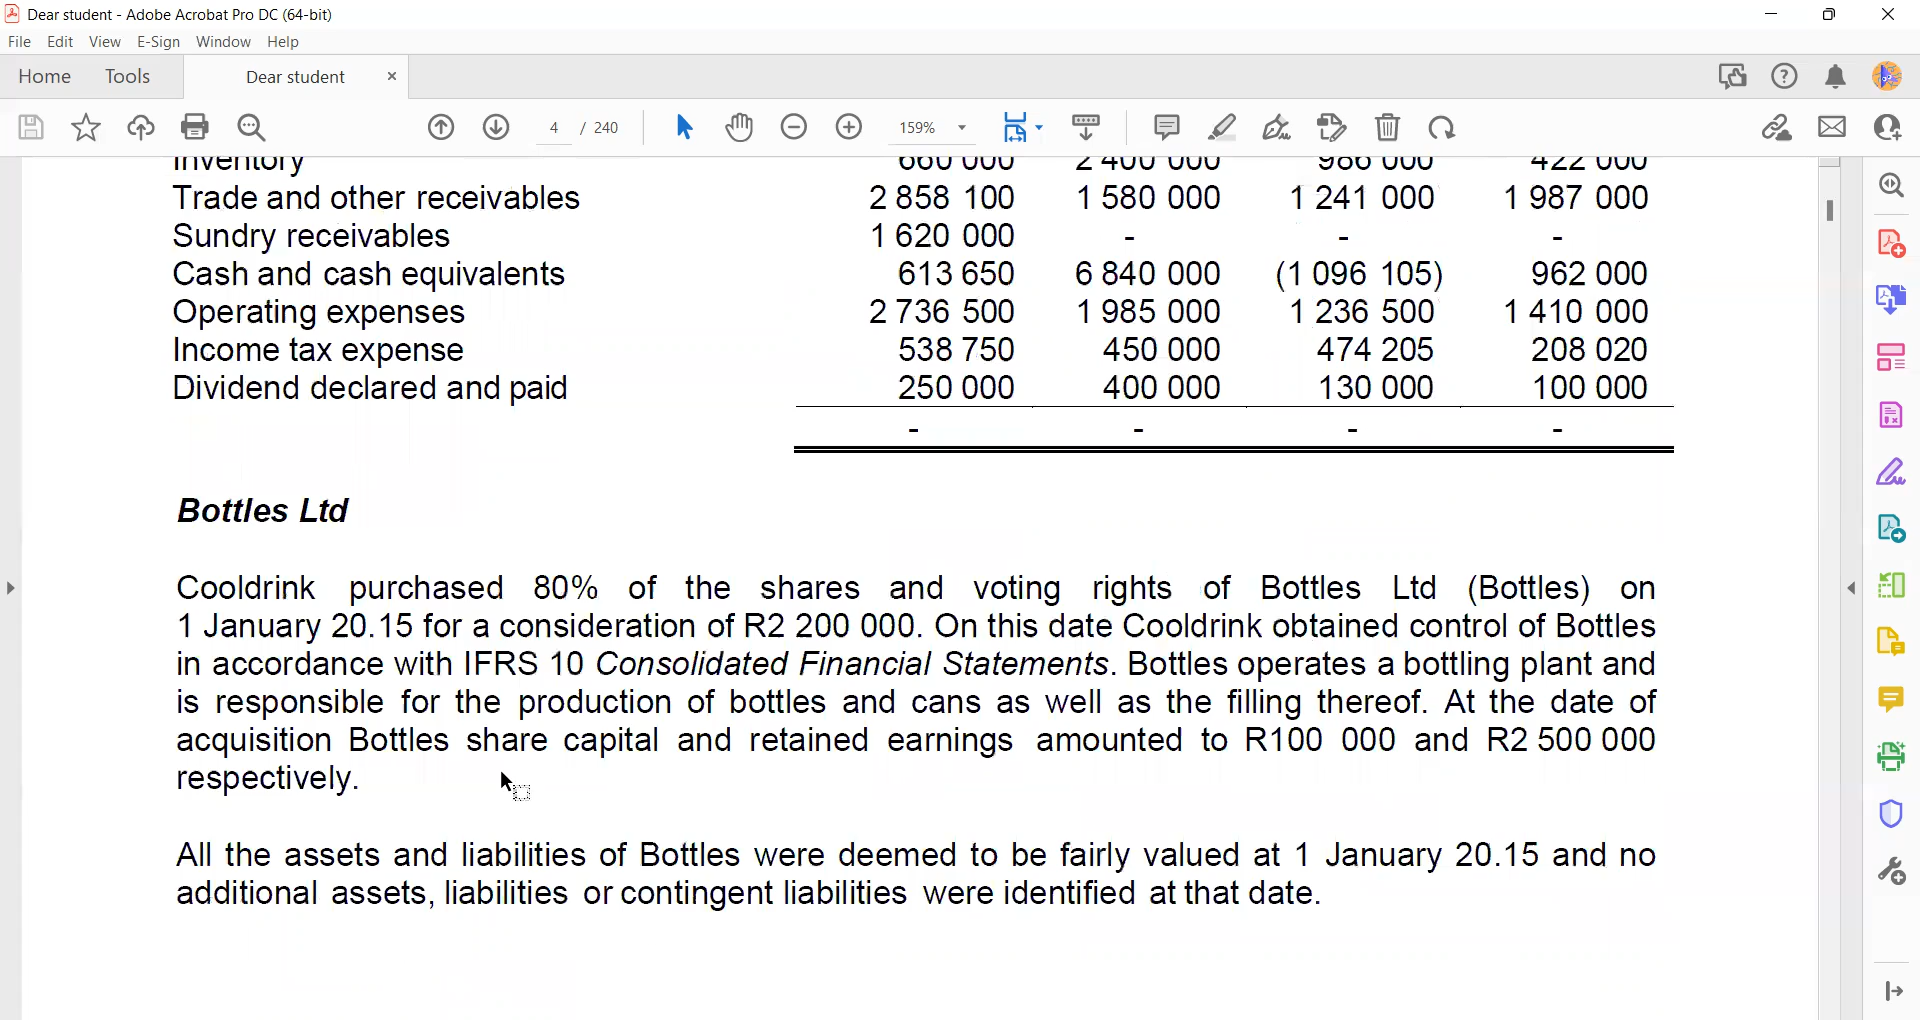 Dear student - Adobe Acrobat Pro DC (64-bit)
File Edit View E-Sign Window Help
Home Tools Dear student ×
4 / 240 159%
Inventory 660 000 2 400 000 986 000 422 000
Trade and other receivables 2 858 100 1 580 000 1 241 000 1 987 000
Sundry receivables 1 620 000 - - -
Cash and cash equivalents 613 650 6 840 000 (1 096 105) 962 000
Operating expenses 2 736 500 1 985 000 1 236 500 1 410 000
Income tax expense 538 750 450 000 474 205 208 020
Dividend declared and paid 250 000 400 000 130 000 100 000
- - - -
Bottles Ltd
Cooldrink purchased 80% of the shares and voting rights of Bottles Ltd (Bottles) on
1 January 20.15 for a consideration of R2 200 000. On this date Cooldrink obtained control of Bottles
in accordance with IFRS 10 Consolidated Financial Statements. Bottles operates a bottling plant and
is responsible for the production of bottles and cans as well as the filling thereof. At the date of
acquisition Bottles share capital and retained earnings amounted to R100 000 and R2 500 000
respectively.
All the assets and liabilities of Bottles were deemed to be fairly valued at 1 January 20.15 and no
additional assets, liabilities or contingent liabilities were identified at that date.